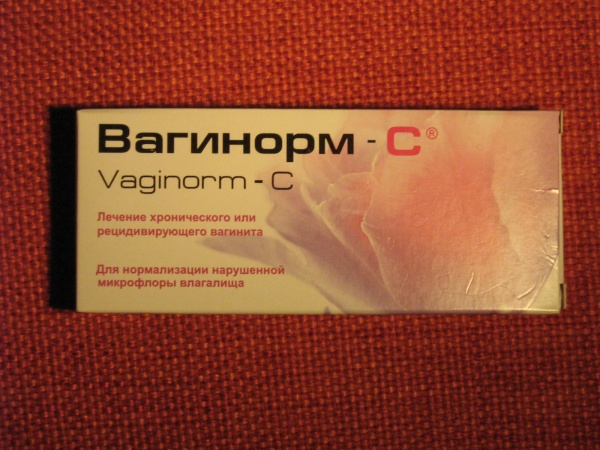 Вагинорм - С®
Vaginorm - C
Лечение хронического или
рецидивирующего вагинита
Для нормализации нарушенной
микрофлоры влагалища